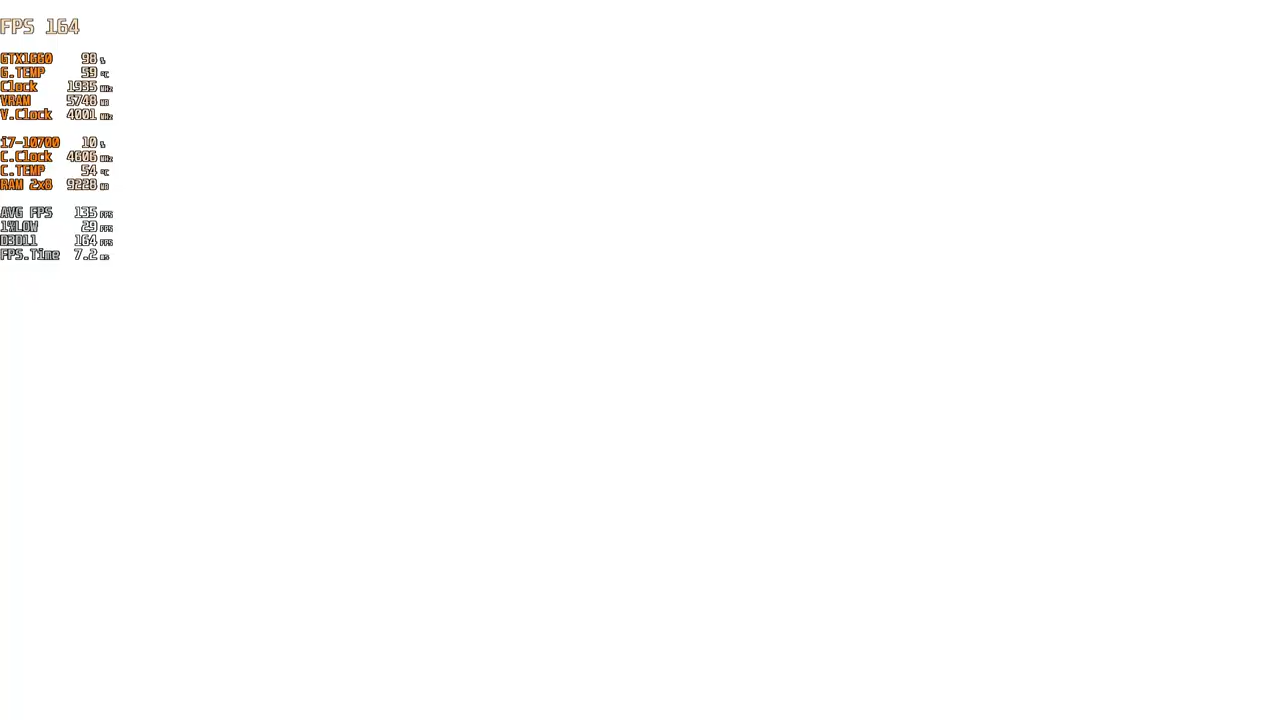 FPS 164
GTX1660 98 %
G.TEMP 59 °C
Clock 1935 MHz
VRAM 5748 MB
V.Clock 4001 MHz
i7-10700 10 %
C.Clock 4606 MHz
C.TEMP 54 °C
RAM 2x8 9228 MB
AVG FPS 135 FPS
1%LOW 29 FPS
D3D11 164 FPS
FPS.Time 7.2 ms